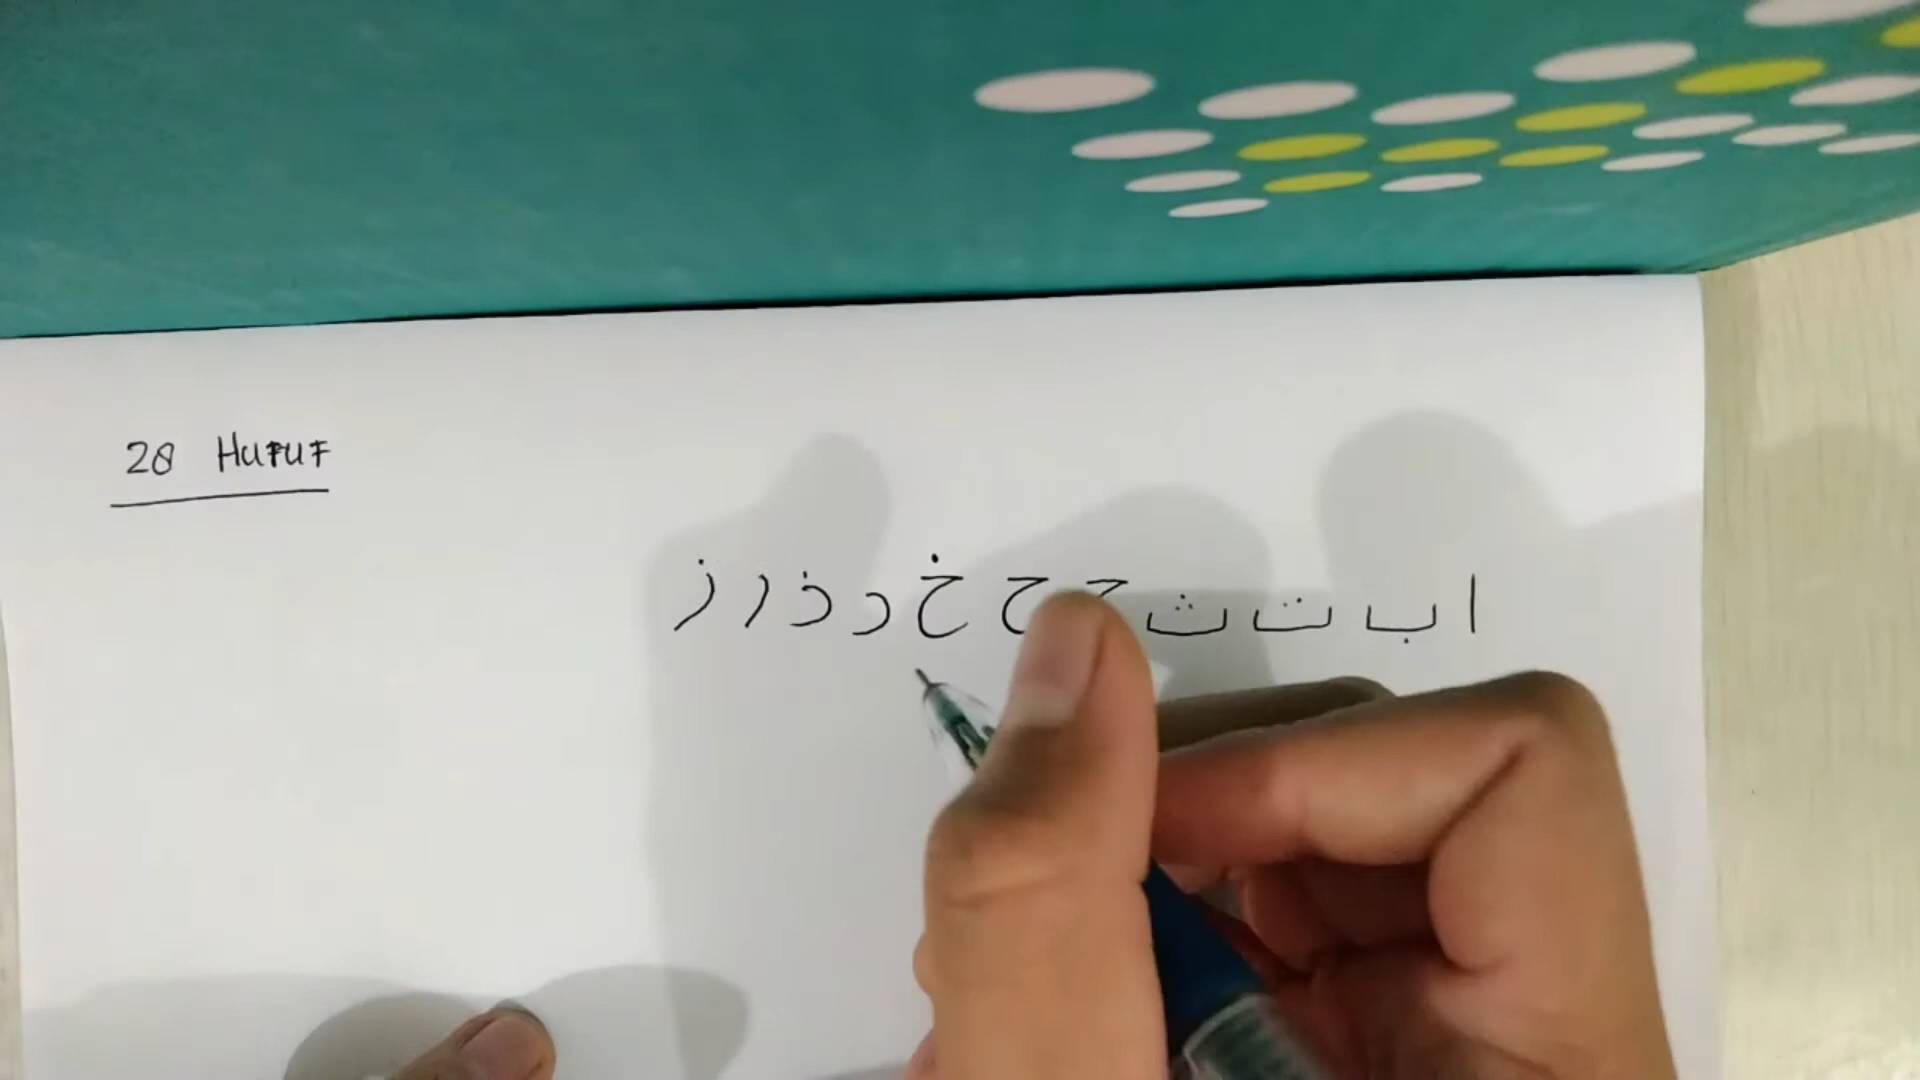 28 HURUF
ا ب ت ث ح خ د ذ ر ز